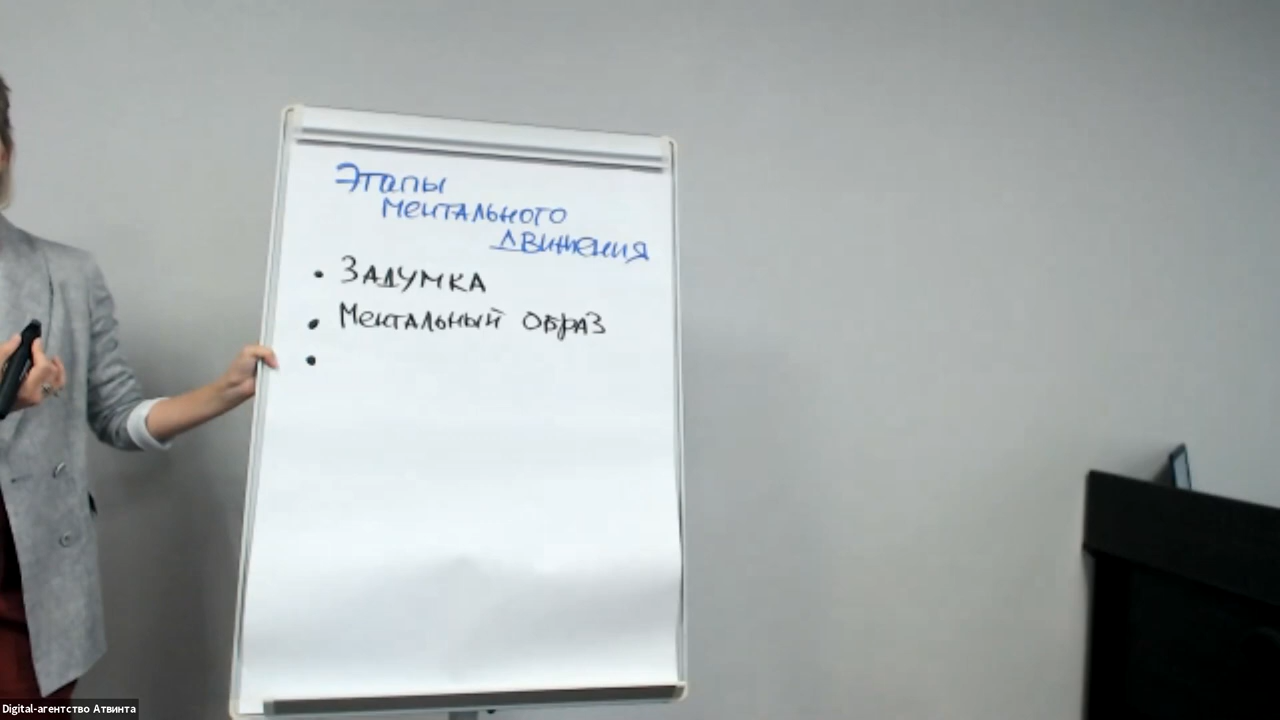 Этапы
ментального
движения
• Задумка
• Ментальный образ
•
Digital-агентство Атвинта